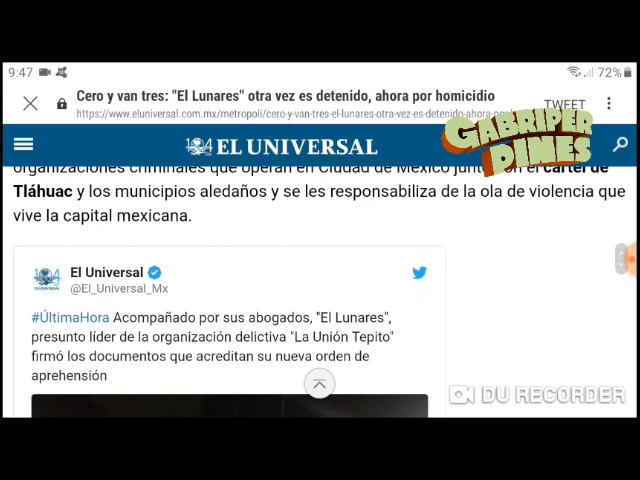 9:47
72%
Cero y van tres: "El Lunares" otra vez es detenido, ahora por homicidio
https://www.eluniversal.com.mx/metropoli/cero-y-van-tres-el-lunares-otra-vez-es-detenido-ahora-po
TWEET
GABRIPER
PINES
EL UNIVERSAL
organizaciones criminales que operan en Ciudad de México el cártel de
Tláhuac y los municipios aledaños y se les responsabiliza de la ola de violencia que
vive la capital mexicana.
El Universal
@El_Universal_Mx
#ÚltimaHora Acompañado por sus abogados, "El Lunares",
presunto líder de la organización delictiva "La Unión Tepito"
firmó los documentos que acreditan su nueva orden de
aprehensión
DU RECORDER